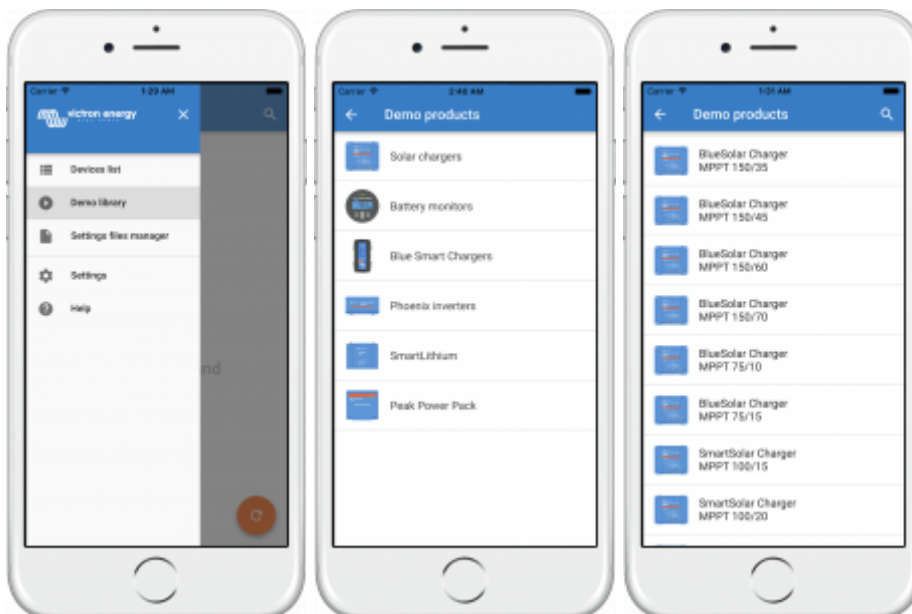 Carrier 1:29 AM
victron energy
Devices list
Demo library
Settings files manager
Settings
Help
nd
Carrier 2:48 AM
Demo products
Solar chargers
Battery monitors
Blue Smart Chargers
Phoenix inverters
SmartLithium
Peak Power Pack
Carrier 1:31 AM
Demo products
BlueSolar Charger
MPPT 150/35
BlueSolar Charger
MPPT 150/45
BlueSolar Charger
MPPT 150/60
BlueSolar Charger
MPPT 150/70
BlueSolar Charger
MPPT 75/10
BlueSolar Charger
MPPT 75/15
SmartSolar Charger
MPPT 100/15
SmartSolar Charger
MPPT 100/20